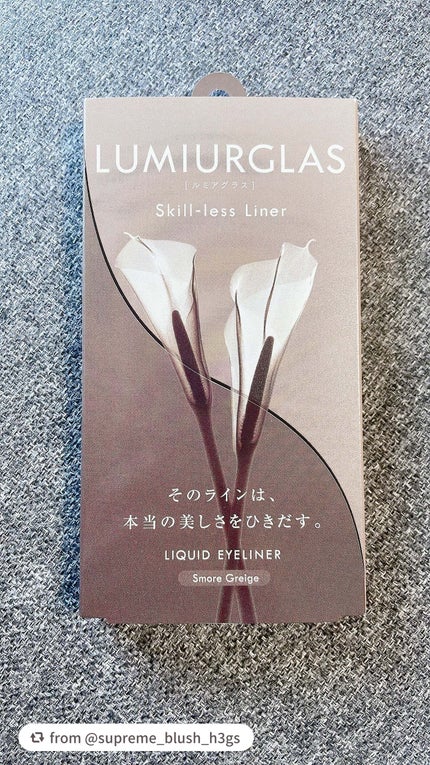 LUMIURGLAS
[ルミアグラス]
Skill-less Liner
そのラインは、
本当の美しさをひきだす。
LIQUID EYELINER
Smore Greige
from @supreme_blush_h3gs